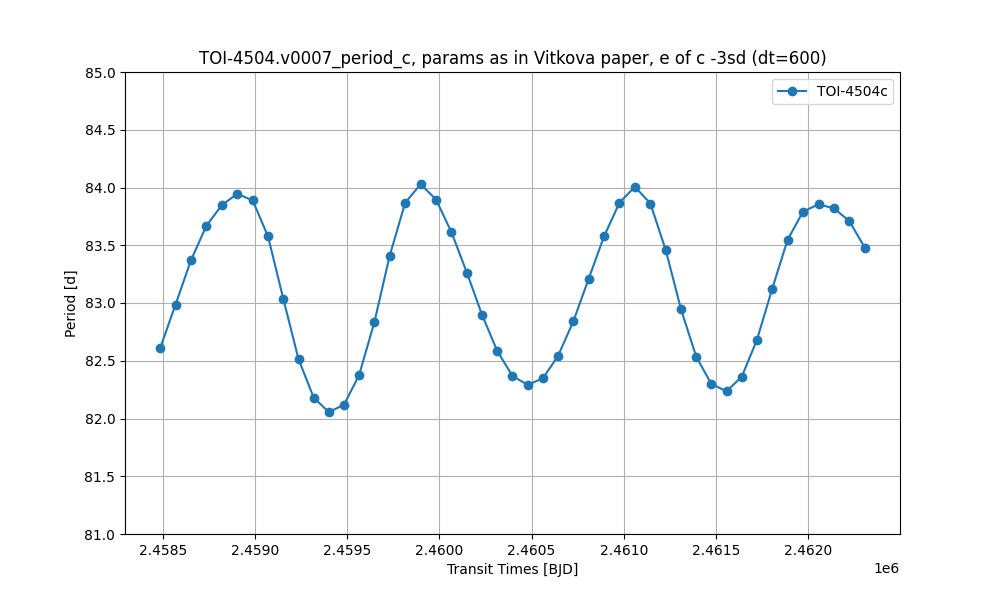 TOI-4504.v0007_period_c, params as in Vitkova paper, e of c -3sd (dt=600)
TOI-4504c
85.0
84.5
84.0
83.5
83.0
82.5
82.0
81.5
81.0
Period [d]
2.4585 2.4590 2.4595 2.4600 2.4605 2.4610 2.4615 2.4620
1e6
Transit Times [BJD]